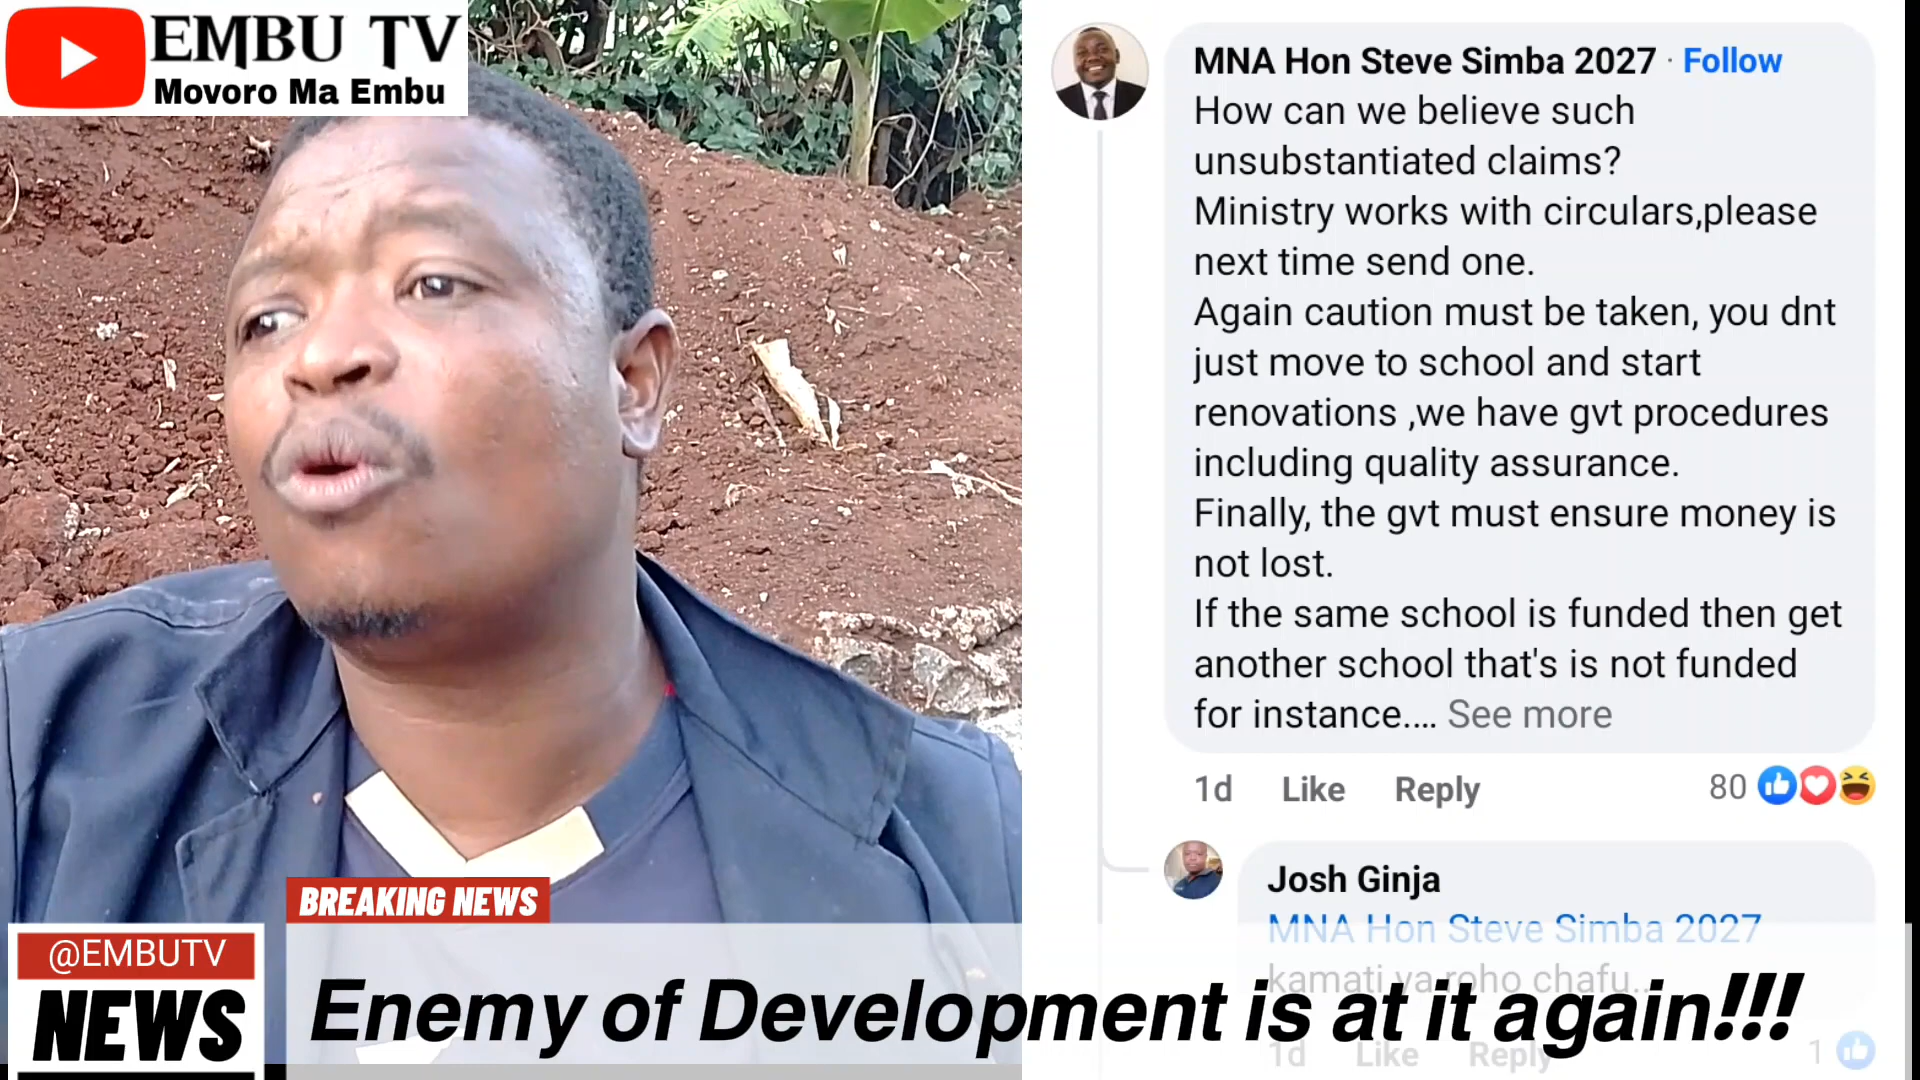 EMBU TV
Movoro Ma Embu
MNA Hon Steve Simba 2027 · Follow
How can we believe such
unsubstantiated claims?
Ministry works with circulars,please
next time send one.
Again caution must be taken, you dnt
just move to school and start
renovations ,we have gvt procedures
including quality assurance.
Finally, the gvt must ensure money is
not lost.
If the same school is funded then get
another school that's is not funded
for instance.... See more
1d Like Reply 80
Josh Ginja
MNA Hon Steve Simba 2027
kamati ya roho chafu..
1d Like Reply 1
BREAKING NEWS
@EMBUTV
NEWS
Enemy of Development is at it again!!!